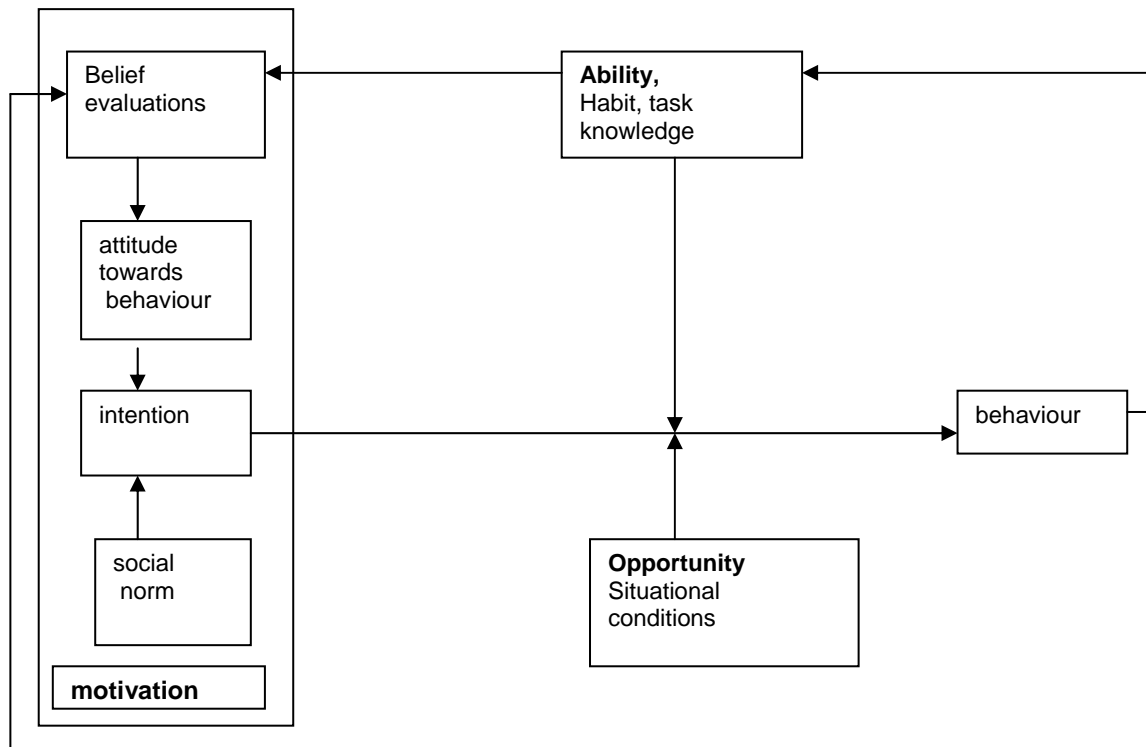 Belief
evaluations
Ability,
Habit, task
knowledge
attitude
towards
behaviour
intention
behaviour
social
norm
Opportunity
Situational
conditions
motivation